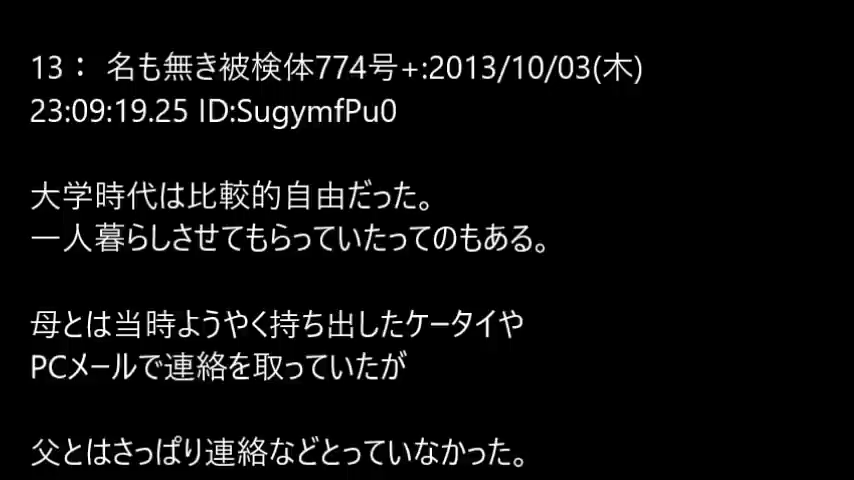 13： 名も無き被検体774号+:2013/10/03(木)
23:09:19.25 ID:SugymfPu0
大学時代は比較的自由だった。
一人暮らしさせてもらっていたってのもある。
母とは当時ようやく持ち出したケータイや
PCメールで連絡を取っていたが
父とはさっぱり連絡などとっていなかった。